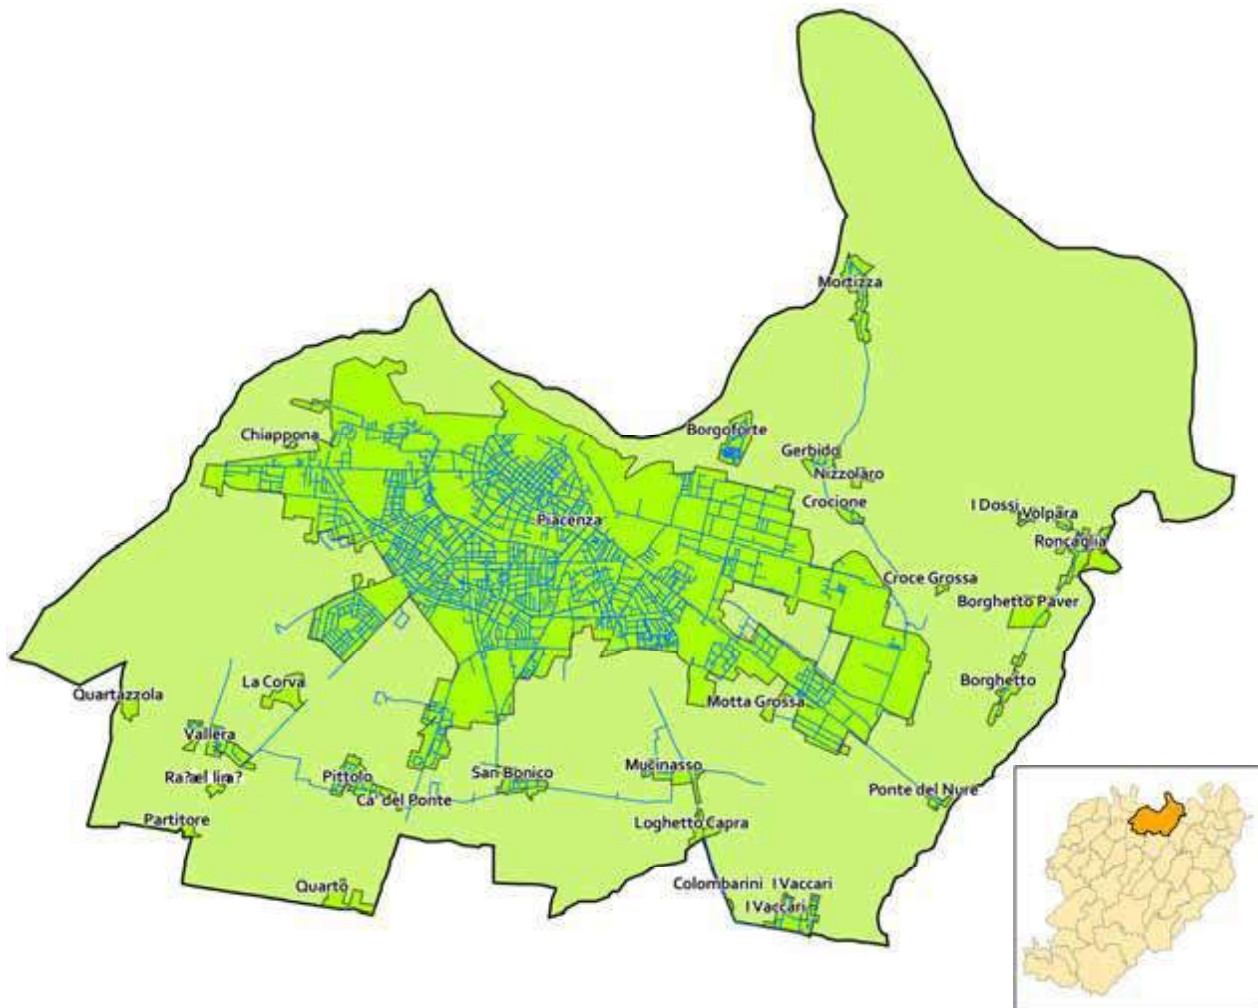 Mortizza
Borgoforte
Chiappona
Gerbido
Nizzolaro
Crocione
I Dossi
Volpara
Piacenza
Roncaglia
Croce Grossa
Borghetto Paver
La Corva
Borghetto
Quartazzola
Motta Grossa
Vallera
Mucinasso
San Bonico
Pittolo
Ponte del Nure
Ca' del Ponte
Partitore
Loghetto Capra
Quarto
Colombarini
I Vaccari
I Vaccari